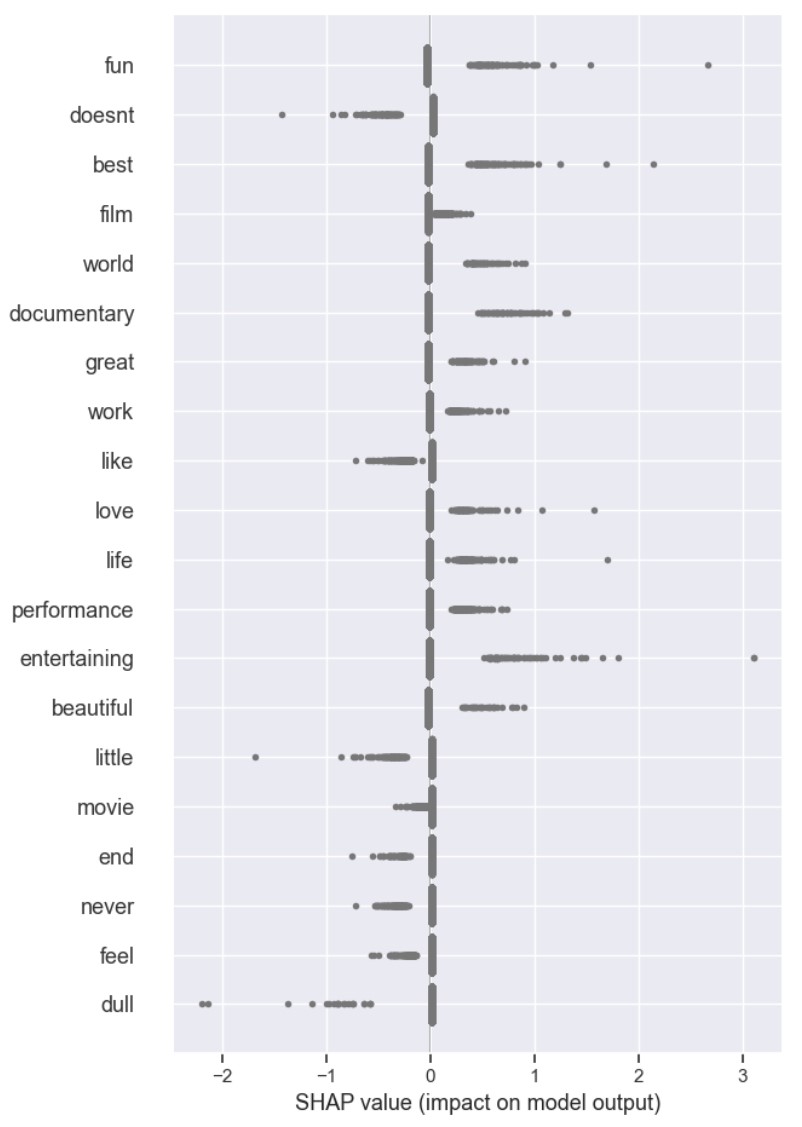 fun
doesnt
best
film
world
documentary
great
work
like
love
life
performance
entertaining
beautiful
little
movie
end
never
feel
dull
−2 −1 0 1 2 3
SHAP value (impact on model output)